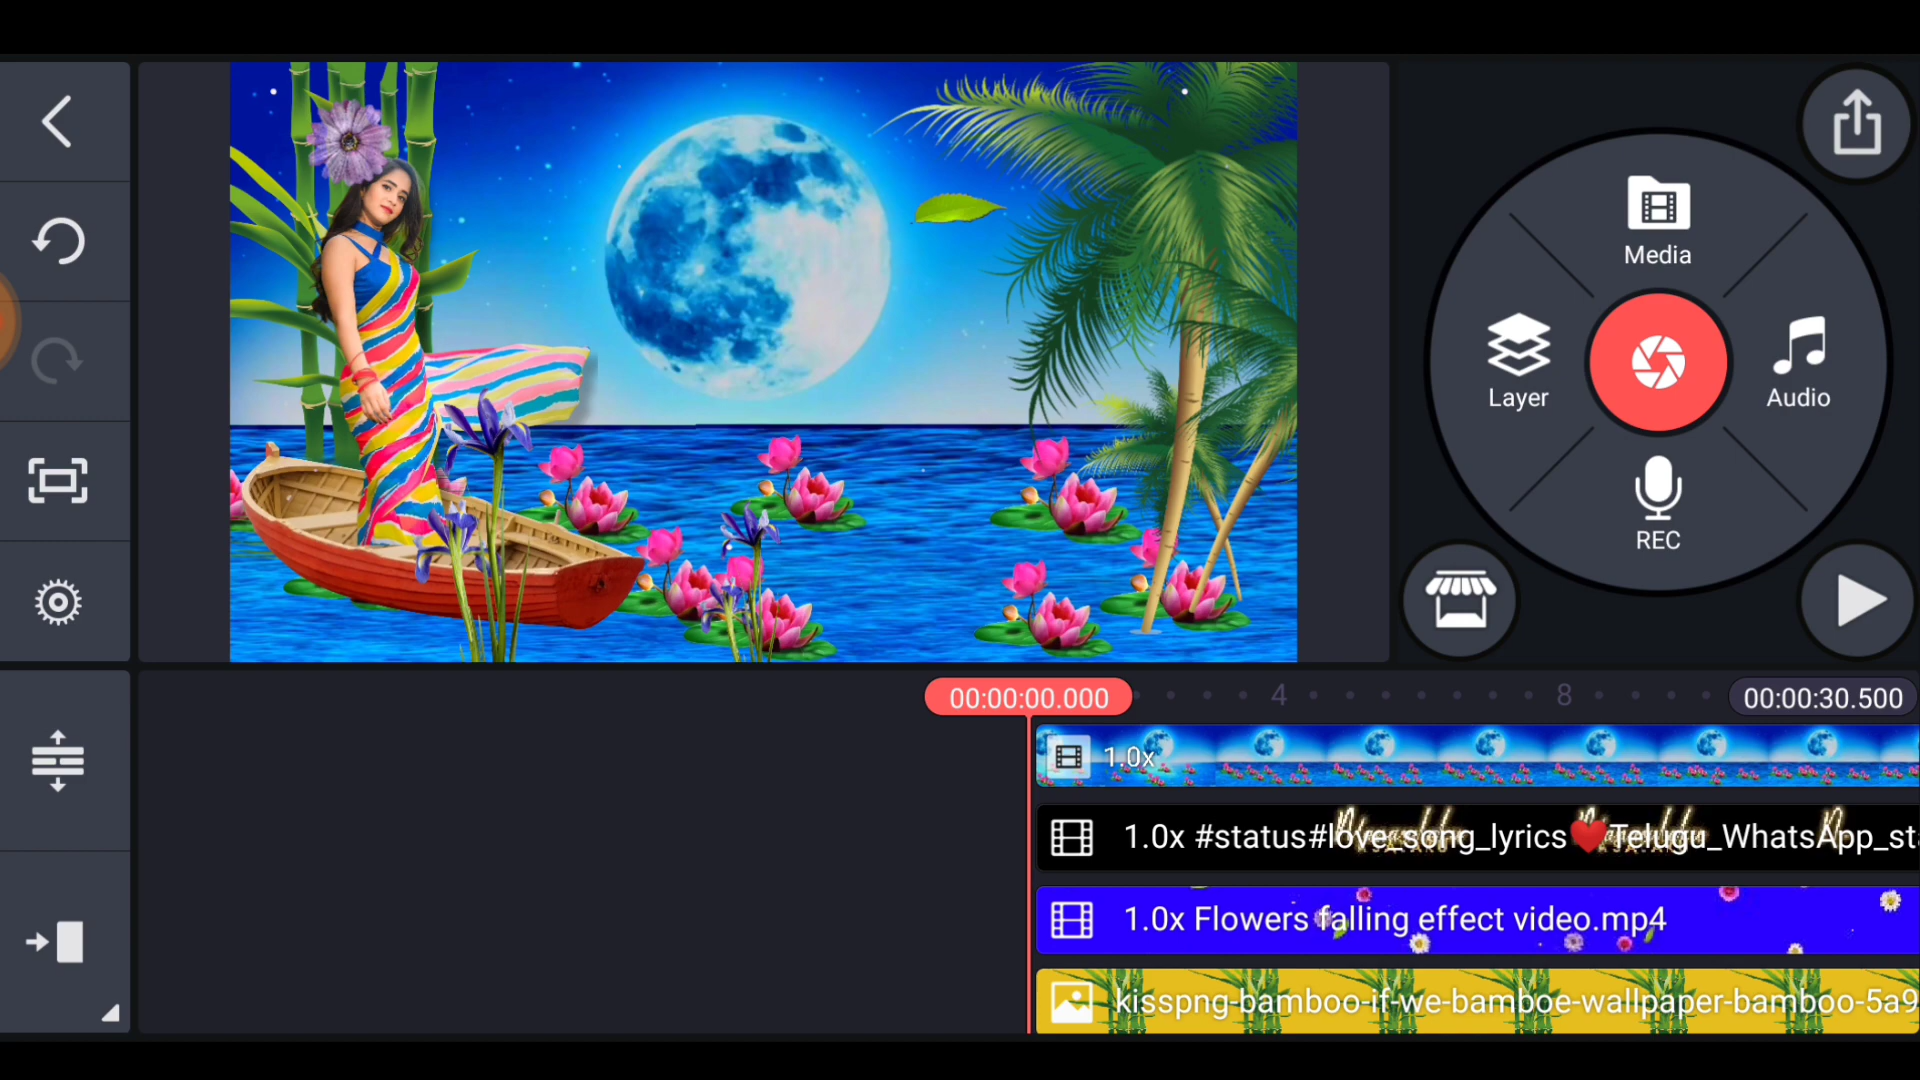 Media
Layer
Audio
REC
00:00:00.000
4
8
00:00:30.500
1.0x
1.0x #status#love_song_lyrics❤️Telugu_WhatsApp_st
1.0x Flowers falling effect video.mp4
kisspng-bamboo-if-we-bamboe-wallpaper-bamboo-5a9